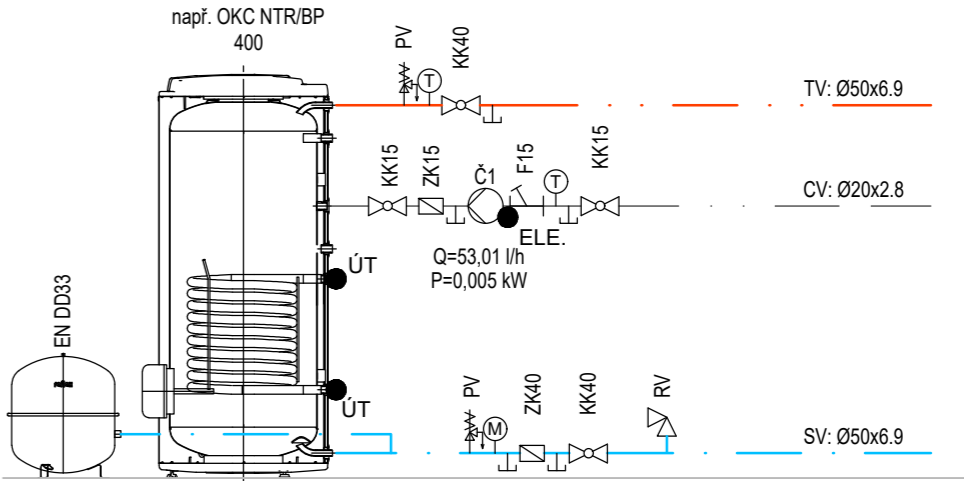 např. OKC NTR/BP
400
PV
T
KK40
TV: Ø50x6.9
KK15
ZK15
Č1
F15
T
KK15
CV: Ø20x2.8
ELE.
Q=53,01 l/h
P=0,005 kW
ÚT
EN DD33
ÚT
PV
M
ZK40
KK40
RV
SV: Ø50x6.9